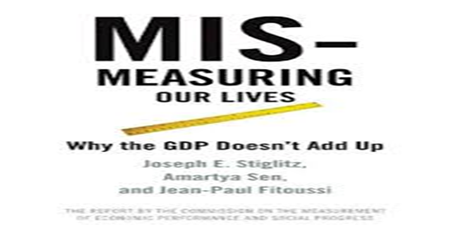 MIS-
MEASURING
OUR LIVES
Why the GDP Doesn't Add Up
Joseph E. Stiglitz,
Amartya Sen,
and Jean-Paul Fitoussi
THE REPORT BY THE COMMISSION ON THE MEASUREMENT
OF ECONOMIC PERFORMANCE AND SOCIAL PROGRESS